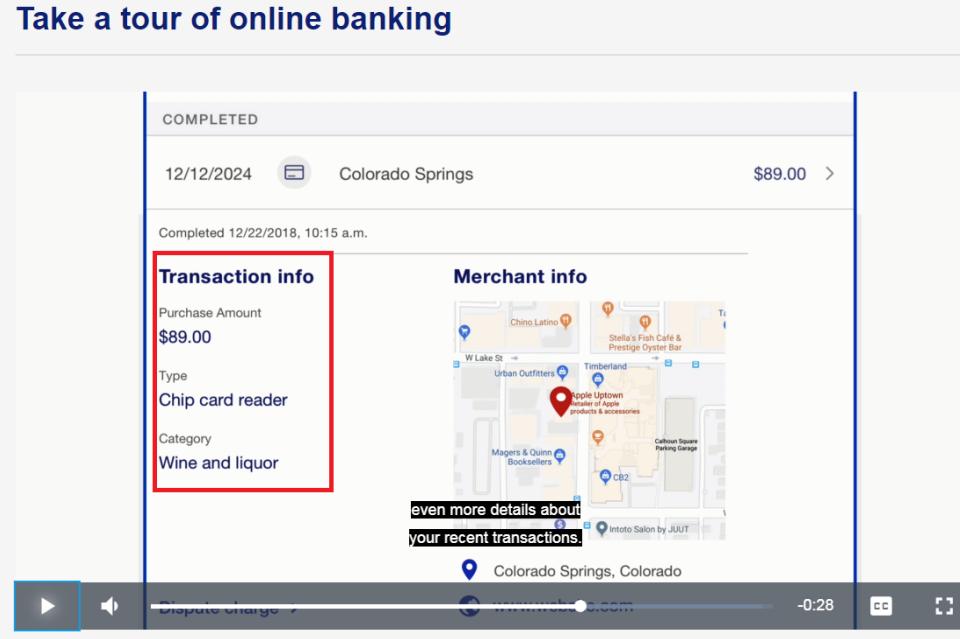 Take a tour of online banking
COMPLETED
12/12/2024 Colorado Springs $89.00
Completed 12/22/2018, 10:15 a.m.
Transaction info
Purchase Amount
$89.00
Type
Chip card reader
Category
Wine and liquor
Merchant info
Chino Latino
Stella's Fish Café &
Prestige Oyster Bar
W Lake St
Urban Outfitters
Timberland
Apple Uptown
Retailer of Apple
products & accessories
Calhoun Square
Parking Garage
Magers & Quinn
Booksellers
CB2
Intoto Salon by JUUT
even more details about
your recent transactions.
Colorado Springs, Colorado
Dispute charge
-0:28
CC